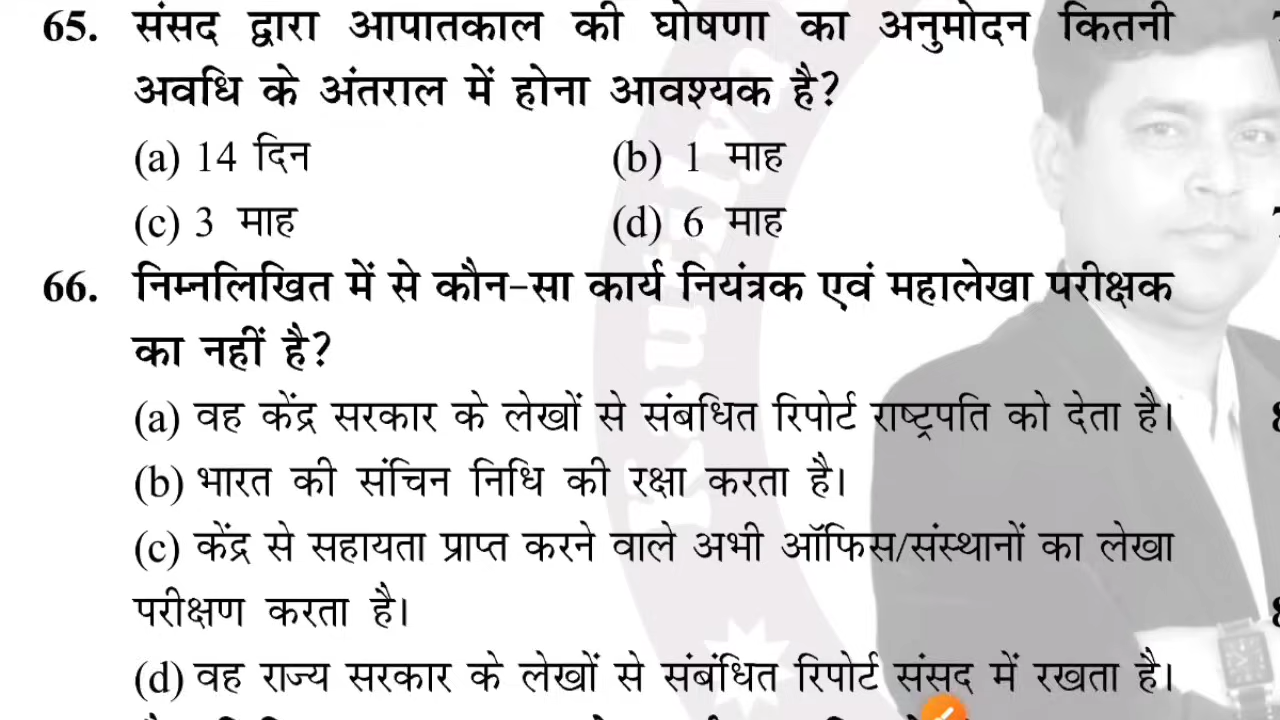 65. संसद द्वारा आपातकाल की घोषणा का अनुमोदन कितनी
अवधि के अंतराल में होना आवश्यक है?
(a) 14 दिन (b) 1 माह
(c) 3 माह (d) 6 माह
66. निम्नलिखित में से कौन-सा कार्य नियंत्रक एवं महालेखा परीक्षक
का नहीं है?
(a) वह केंद्र सरकार के लेखों से संबधित रिपोर्ट राष्ट्रपति को देता है।
(b) भारत की संचिन निधि की रक्षा करता है।
(c) केंद्र से सहायता प्राप्त करने वाले अभी ऑफिस/संस्थानों का लेखा
परीक्षण करता है।
(d) वह राज्य सरकार के लेखों से संबंधित रिपोर्ट संसद में रखता है।